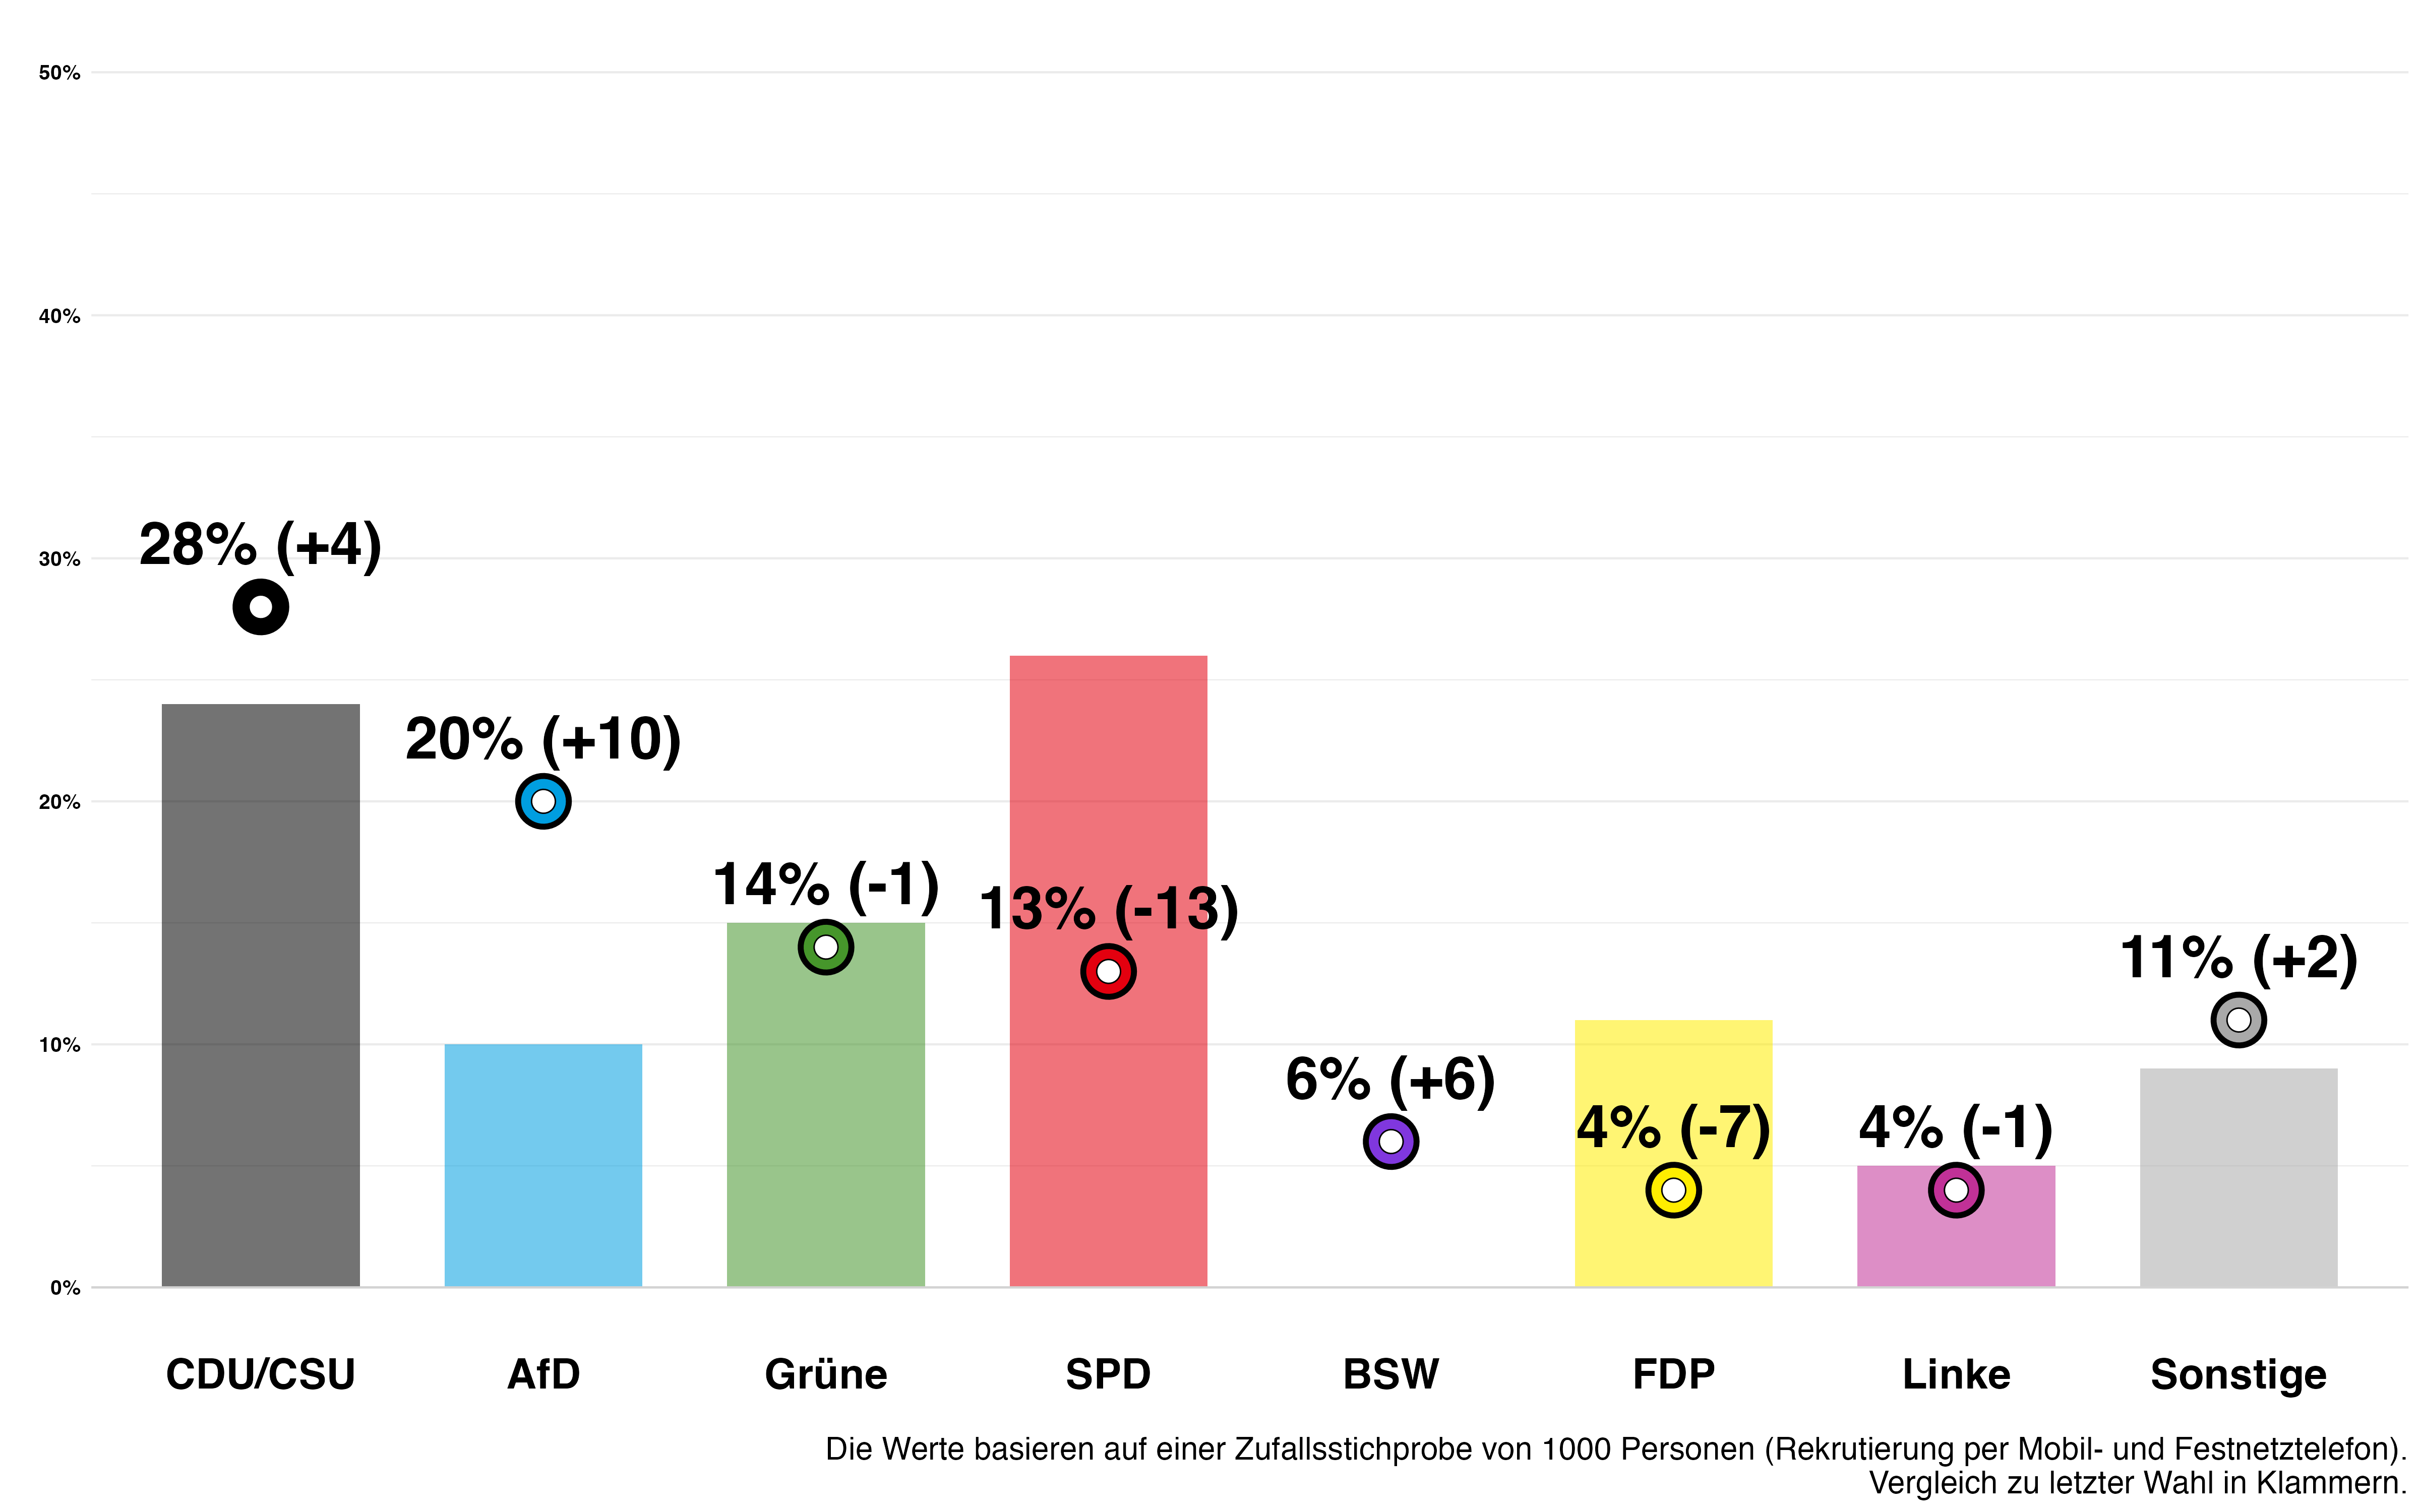 50%
40%
30%
20%
10%
0%
28% (+4)
20% (+10)
14% (-1)
13% (-13)
6% (+6)
4% (-7)
4% (-1)
11% (+2)
CDU/CSU
AfD
Grüne
SPD
BSW
FDP
Linke
Sonstige
Die Werte basieren auf einer Zufallsstichprobe von 1000 Personen (Rekrutierung per Mobil- und Festnetztelefon).
Vergleich zu letzter Wahl in Klammern.